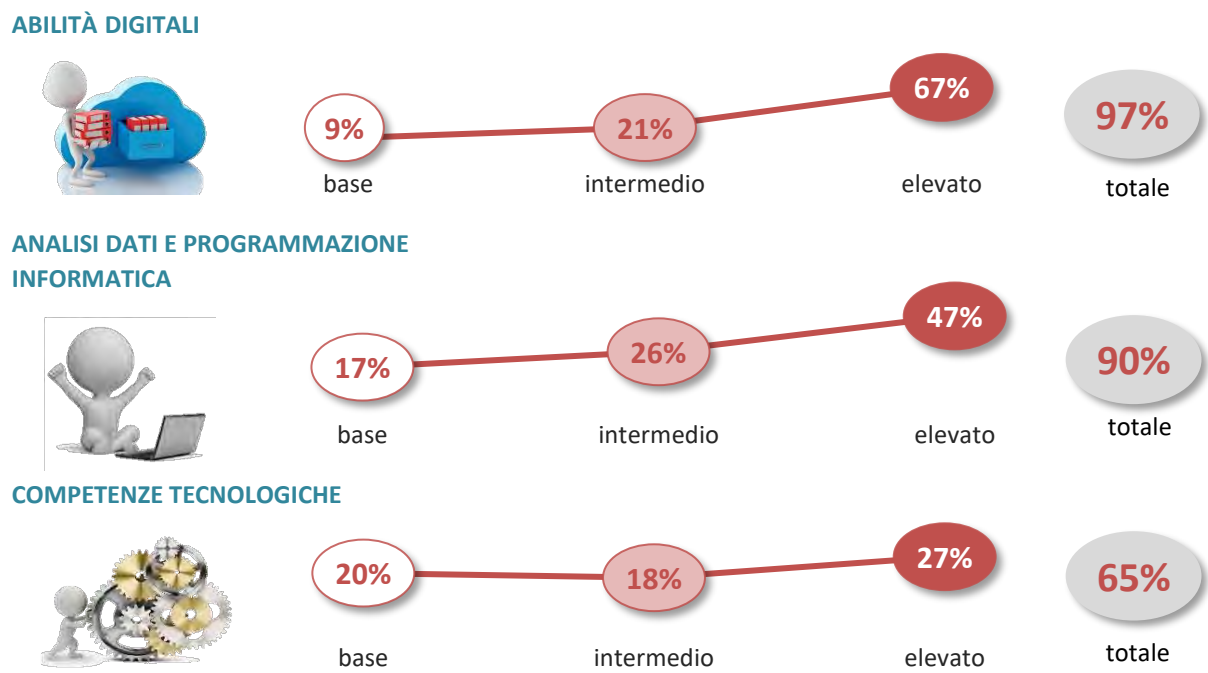 ABILITÀ DIGITALI
9%
21%
67%
97%
base
intermedio
elevato
totale
ANALISI DATI E PROGRAMMAZIONE
INFORMATICA
17%
26%
47%
90%
base
intermedio
elevato
totale
COMPETENZE TECNOLOGICHE
20%
18%
27%
65%
base
intermedio
elevato
totale